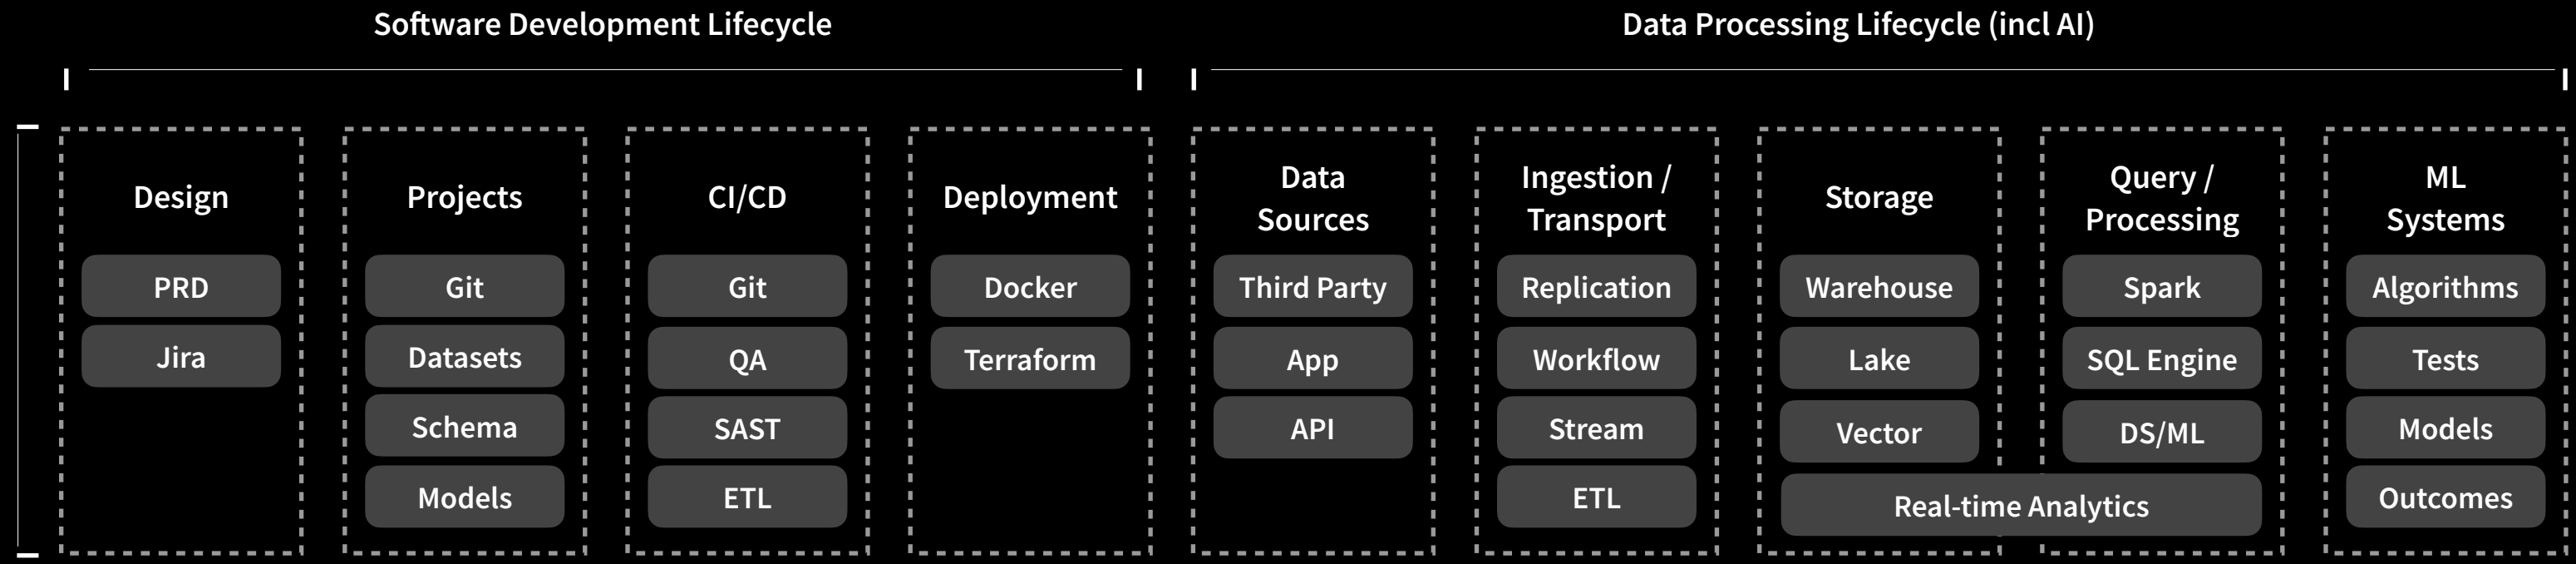 Software Development Lifecycle
Data Processing Lifecycle (incl AI)
Design
PRD
Jira
Projects
Git
Datasets
Schema
Models
CI/CD
Git
QA
SAST
ETL
Deployment
Docker
Terraform
Data
Sources
Third Party
App
API
Ingestion /
Transport
Replication
Workflow
Stream
ETL
Storage
Warehouse
Lake
Vector
Query /
Processing
Spark
SQL Engine
DS/ML
Real-time Analytics
ML
Systems
Algorithms
Tests
Models
Outcomes